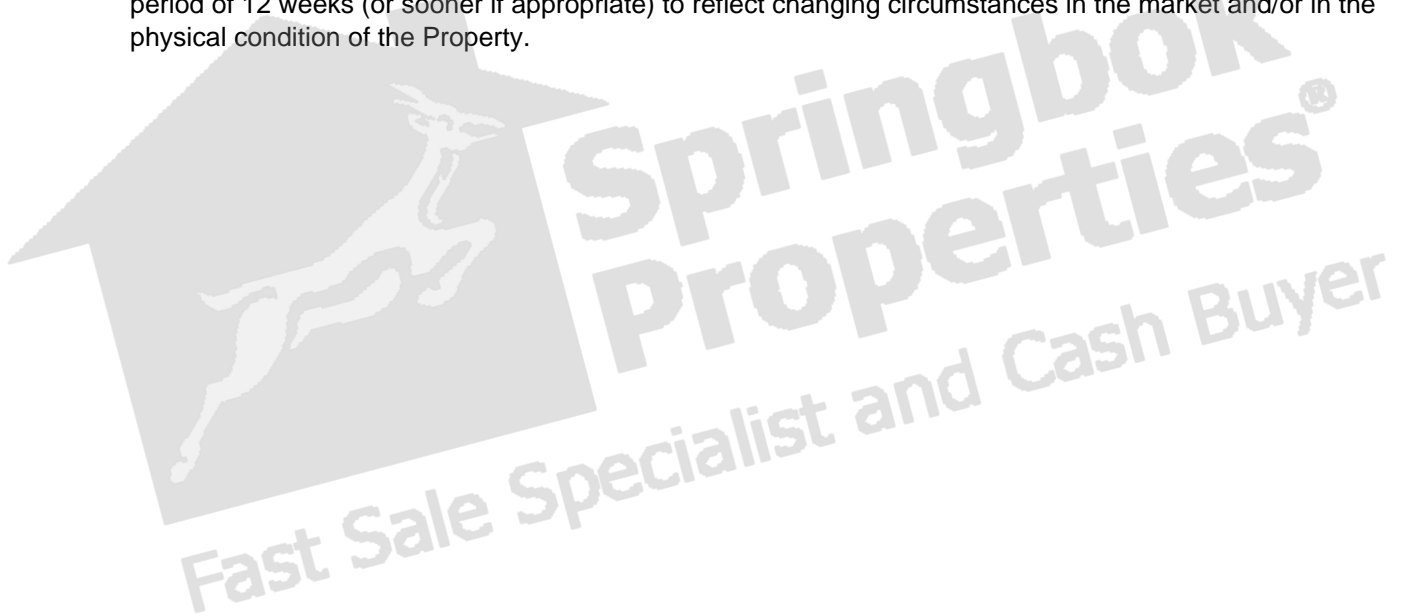 period of 12 weeks (or sooner if appropriate) to reflect changing circumstances in the market and/or in the
physical condition of the Property.
Springbok
Properties®
Fast Sale Specialist and Cash Buyer